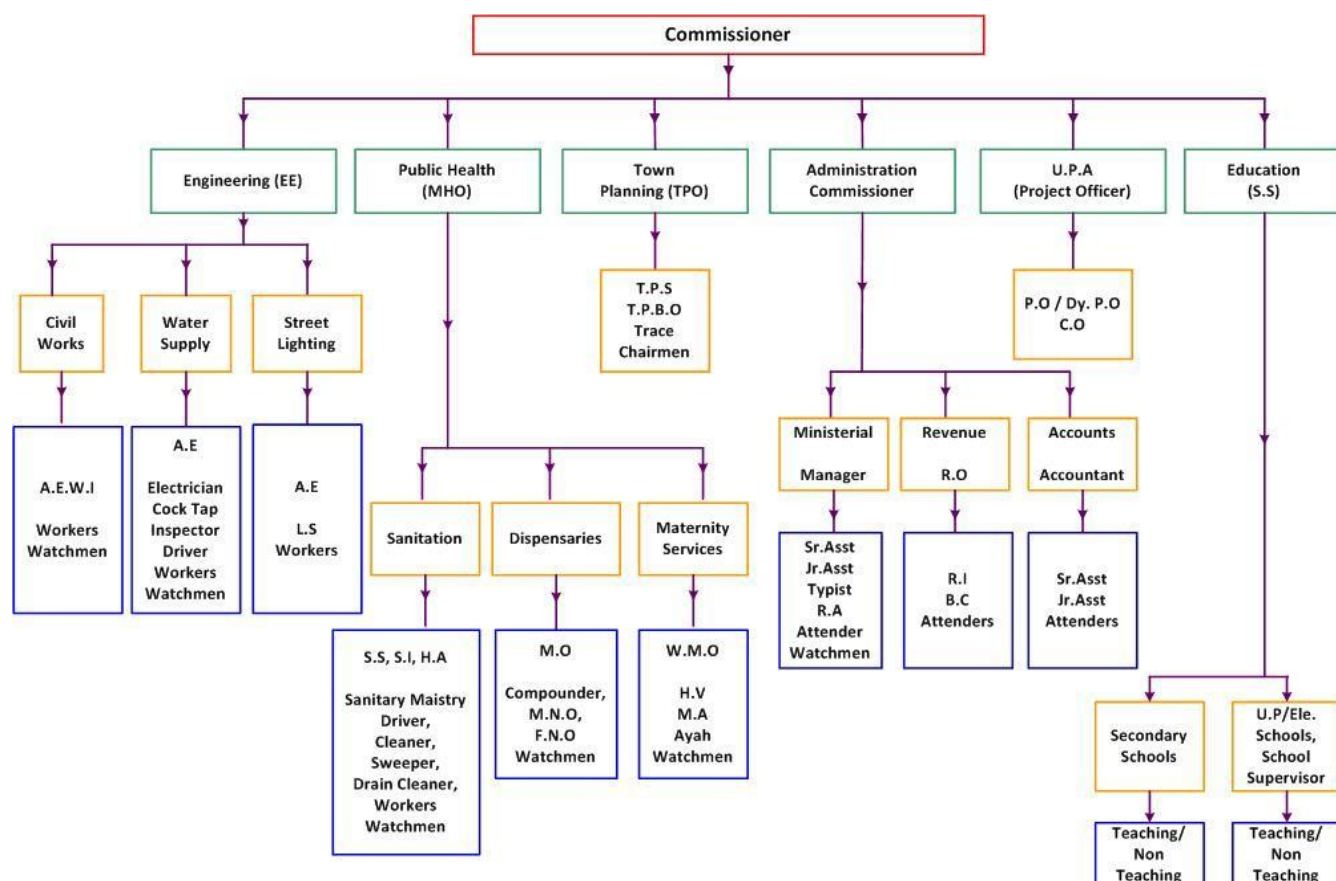 Commissioner
Engineering (EE)
Public Health
(MHO)
Town
Planning (TPO)
Administration
Commissioner
U.P.A
(Project Officer)
Education
(S.S)
Civil
Works
Water
Supply
Street
Lighting
T.P.S
T.P.B.O
Trace
Chairmen
P.O / Dy. P.O
C.O
A.E.W.I
Workers
Watchmen
A.E
Electrician
Cock Tap
Inspector
Driver
Workers
Watchmen
A.E
L.S
Workers
Ministerial
Manager
Revenue
R.O
Accounts
Accountant
Sanitation
Dispensaries
Maternity
Services
Sr.Asst
Jr.Asst
Typist
R.A
Attender
Watchmen
R.I
B.C
Attenders
Sr.Asst
Jr.Asst
Attenders
S.S, S.I, H.A
Sanitary Maistry
Driver,
Cleaner,
Sweeper,
Drain Cleaner,
Workers
Watchmen
M.O
Compounder,
M.N.O,
F.N.O
Watchmen
W.M.O
H.V
M.A
Ayah
Watchmen
Secondary
Schools
U.P/Ele.
Schools,
School
Supervisor
Teaching/
Non
Teaching
Teaching/
Non
Teaching